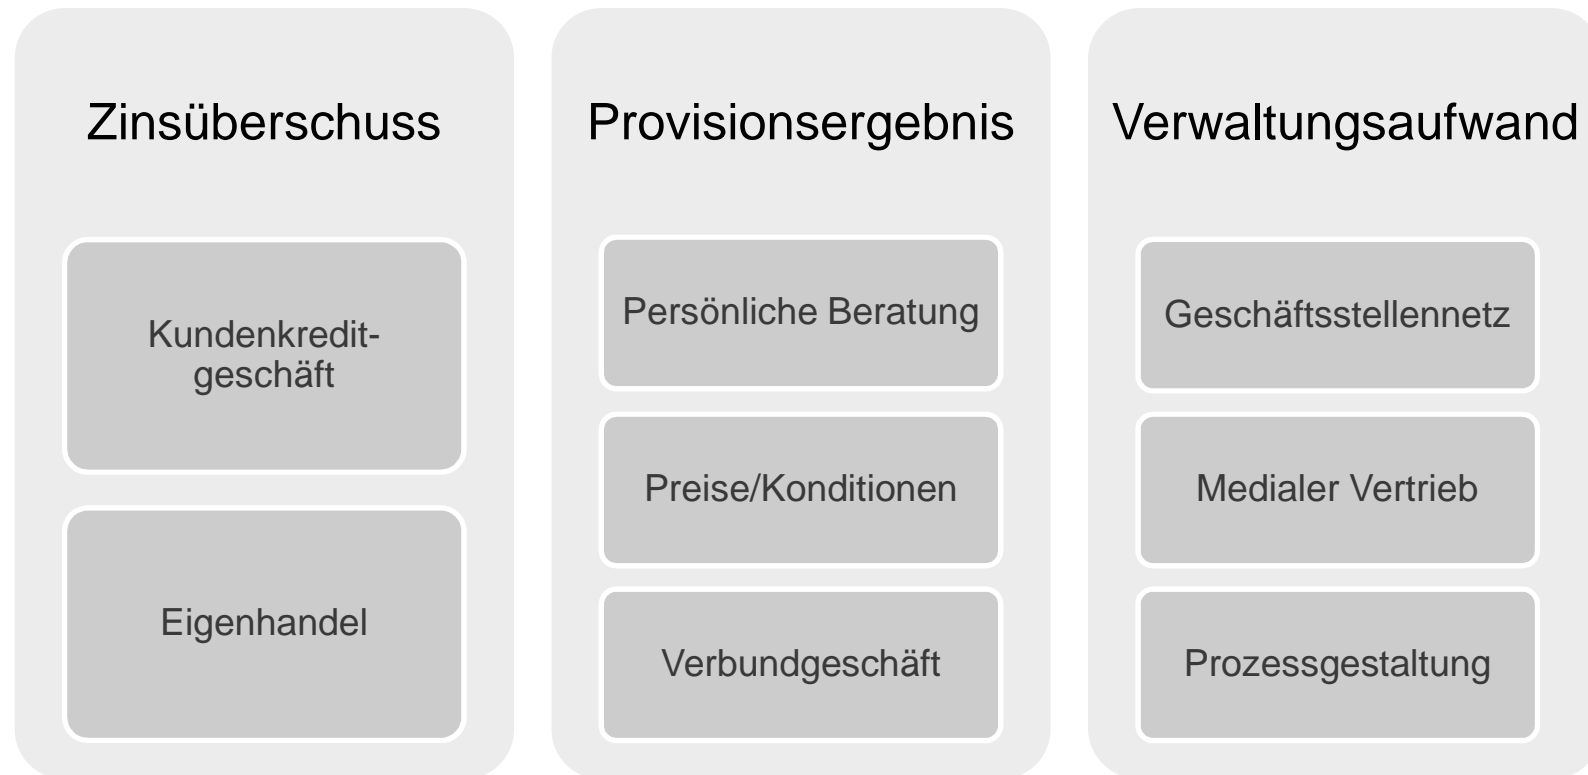 Zinsüberschuss
Kundenkredit-
geschäft
Eigenhandel
Provisionsergebnis
Persönliche Beratung
Preise/Konditionen
Verbundgeschäft
Verwaltungsaufwand
Geschäftsstellennetz
Medialer Vertrieb
Prozessgestaltung